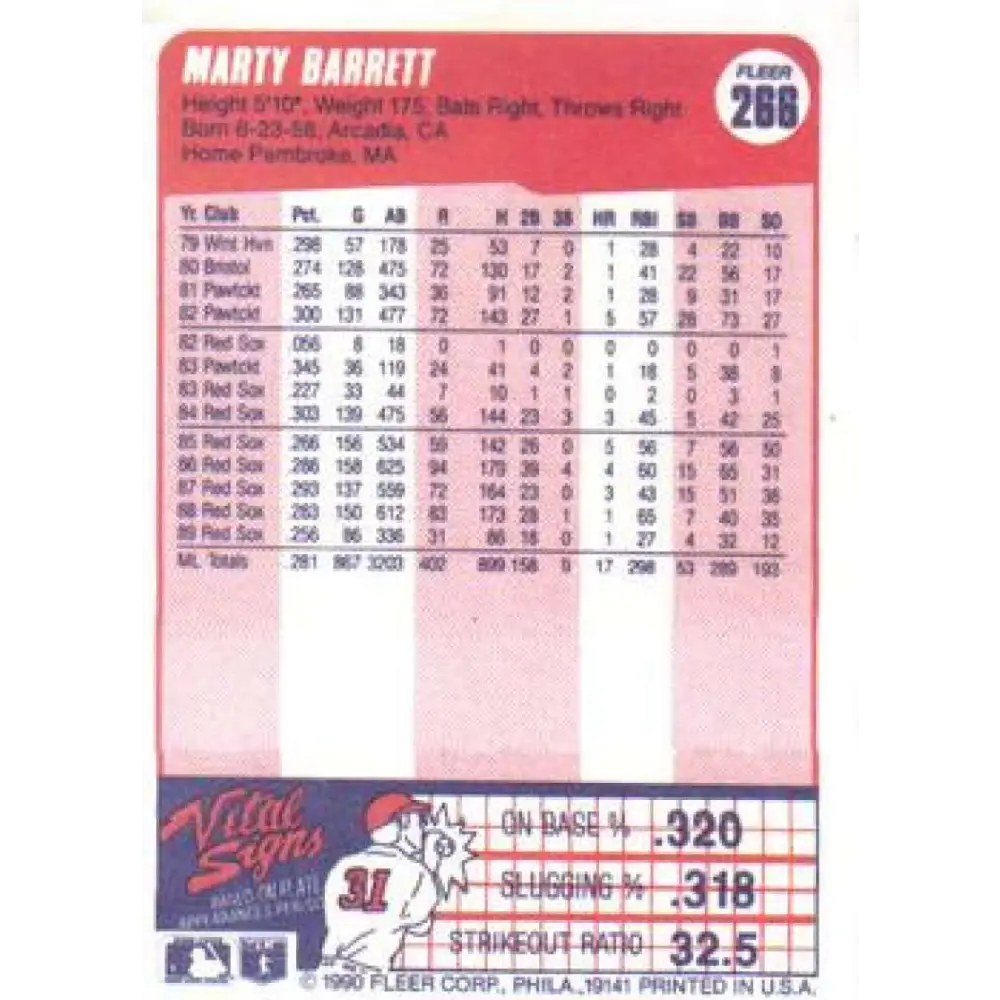 MARTY BARRETT
FLEER
266
Height 5'10", Weight 175, Bats Right, Throws Right
Born 6-23-58, Arcadia, CA
Home Pembroke, MA
Yr. Club Pct. G AB R H 2B 3B HR RBI SB BB SO
79 Wint Hvn .298 57 178 25 53 7 0 1 28 4 22 10
80 Bristol .274 128 475 72 130 17 2 1 41 22 56 17
81 Pawtckt .265 88 343 36 91 12 2 1 28 9 31 17
82 Pawtckt .300 131 477 72 143 27 1 5 57 28 73 27
82 Red Sox .056 8 18 0 1 0 0 0 0 0 0 1
83 Pawtckt .345 36 119 24 41 4 2 1 18 5 38 8
83 Red Sox .227 33 44 7 10 1 1 0 2 0 3 1
84 Red Sox .303 139 475 56 144 23 3 3 45 5 42 25
85 Red Sox .266 156 534 59 142 26 0 5 56 7 56 50
86 Red Sox .286 158 625 94 179 39 4 4 60 15 65 31
87 Red Sox .293 137 559 72 164 23 0 3 43 15 51 38
88 Red Sox .283 150 612 83 173 28 1 1 65 7 40 35
89 Red Sox .256 86 336 31 86 18 0 1 27 4 32 12
ML Totals .281 867 3203 402 899 158 9 17 298 53 289 193
Vital Signs
BASED ON PLATE
31
ON BASE % .320
SLUGGING % .318
STRIKEOUT RATIO 32.5
© 1990 FLEER CORP., PHILA., 19141 PRINTED IN U.S.A.